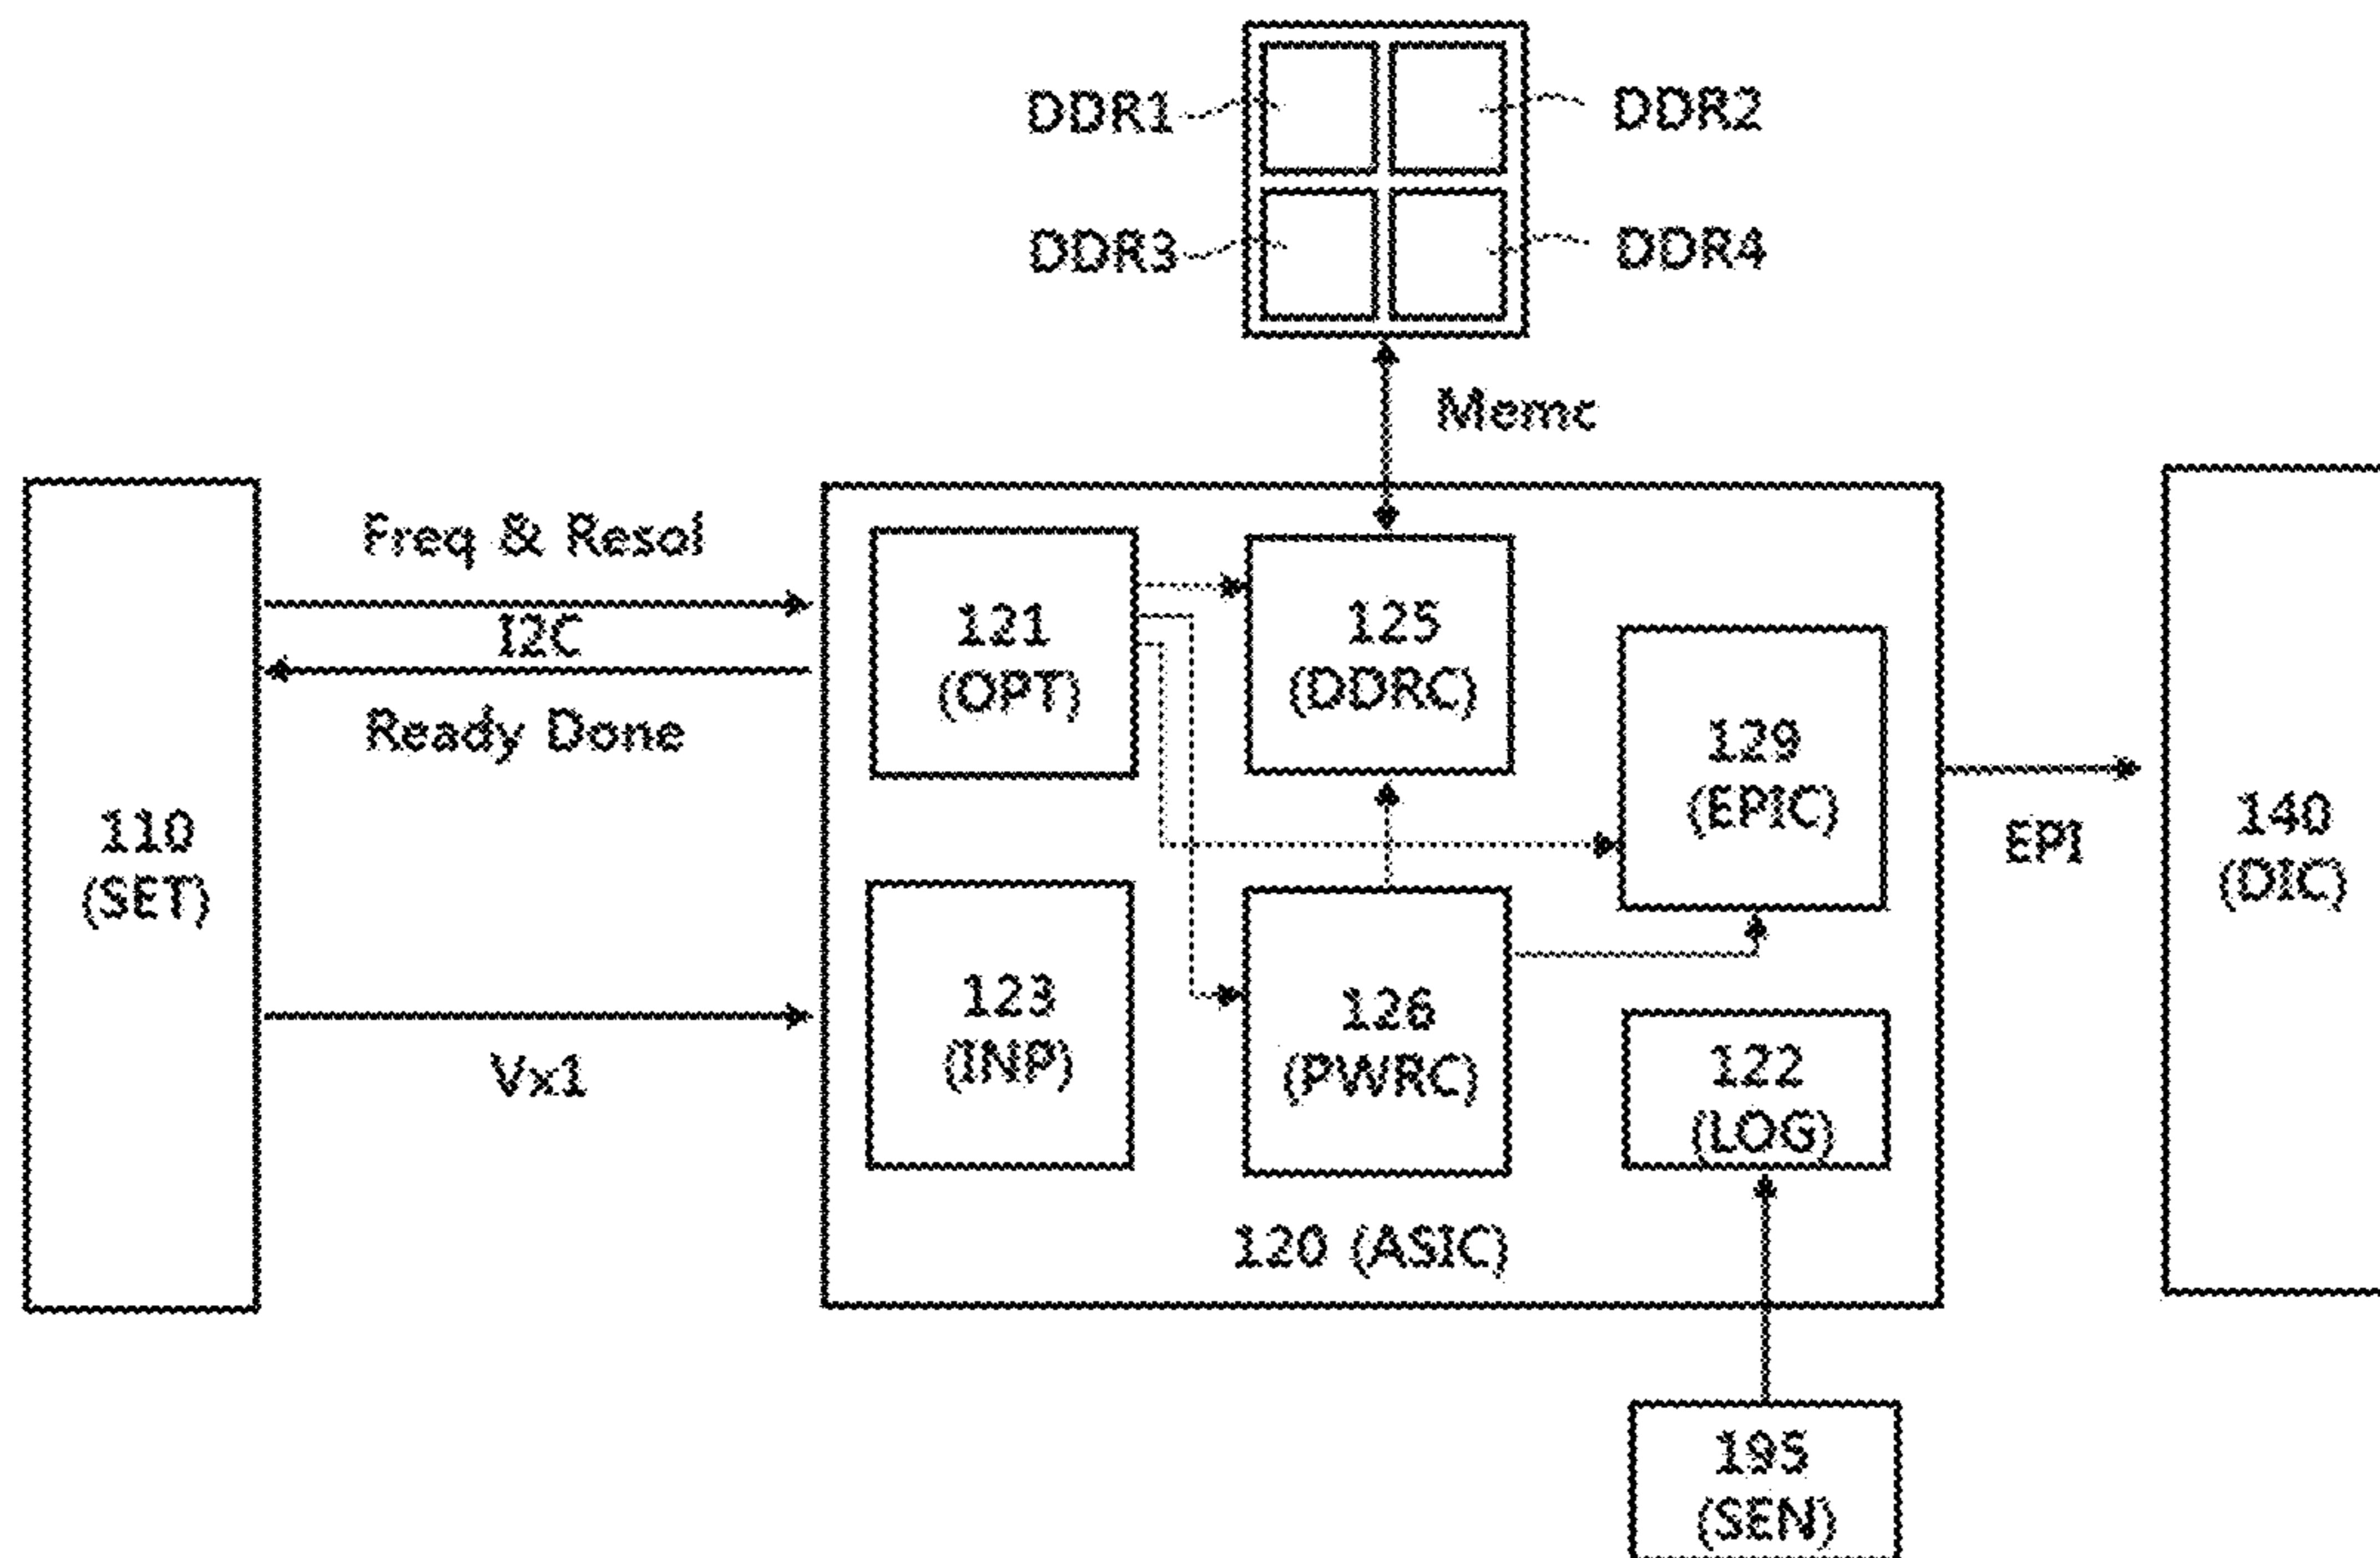 DDR1
DDR2
DDR3
DDR4
Memc
Freq & Resol
I2C
Ready Done
Vx1
110
(SET)
121
(OPT)
125
(DDRC)
129
(EPIC)
123
(INP)
126
(PWRC)
122
(LOG)
120 (ASIC)
EPI
140
(DIC)
195
(SEN)